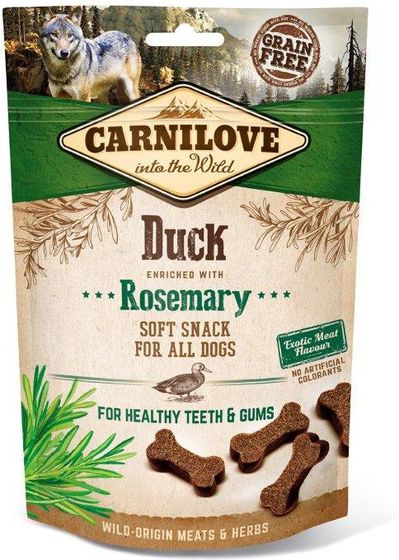 GRAIN
FREE
CARNILOVE
into the Wild
Duck
ENRICHED WITH
Rosemary
SOFT SNACK
FOR ALL DOGS
Exotic Meat
Flavour
NO ARTIFICIAL
COLORANTS
FOR HEALTHY TEETH & GUMS
WILD-ORIGIN MEATS & HERBS